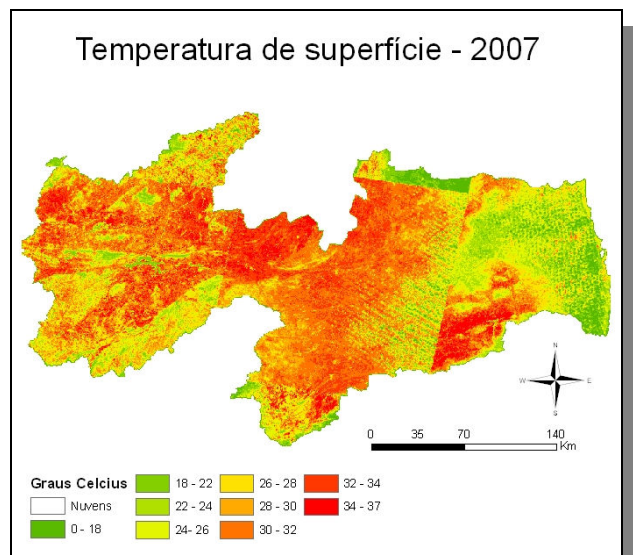 Temperatura de superfície - 2007
N
W E
S
0 35 70 140
Km
Graus Celcius
Nuvens
0 - 18
18 - 22
22 - 24
24- 26
26 - 28
28 - 30
30 - 32
32 - 34
34 - 37